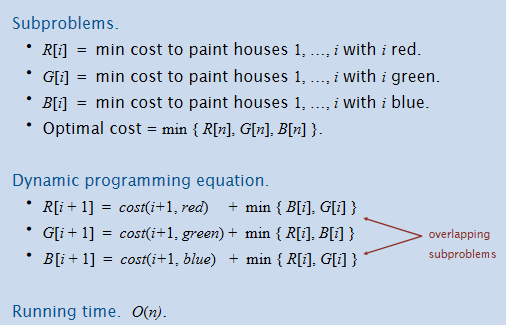 Subproblems.
• R[i] = min cost to paint houses 1, …, i with i red.
• G[i] = min cost to paint houses 1, …, i with i green.
• B[i] = min cost to paint houses 1, …, i with i blue.
• Optimal cost = min { R[n], G[n], B[n] }.
Dynamic programming equation.
• R[i + 1] = cost(i+1, red) + min { B[i], G[i] }
• G[i + 1] = cost(i+1, green) + min { R[i], B[i] }
• B[i + 1] = cost(i+1, blue) + min { R[i], G[i] }
overlapping
subproblems
Running time. O(n).